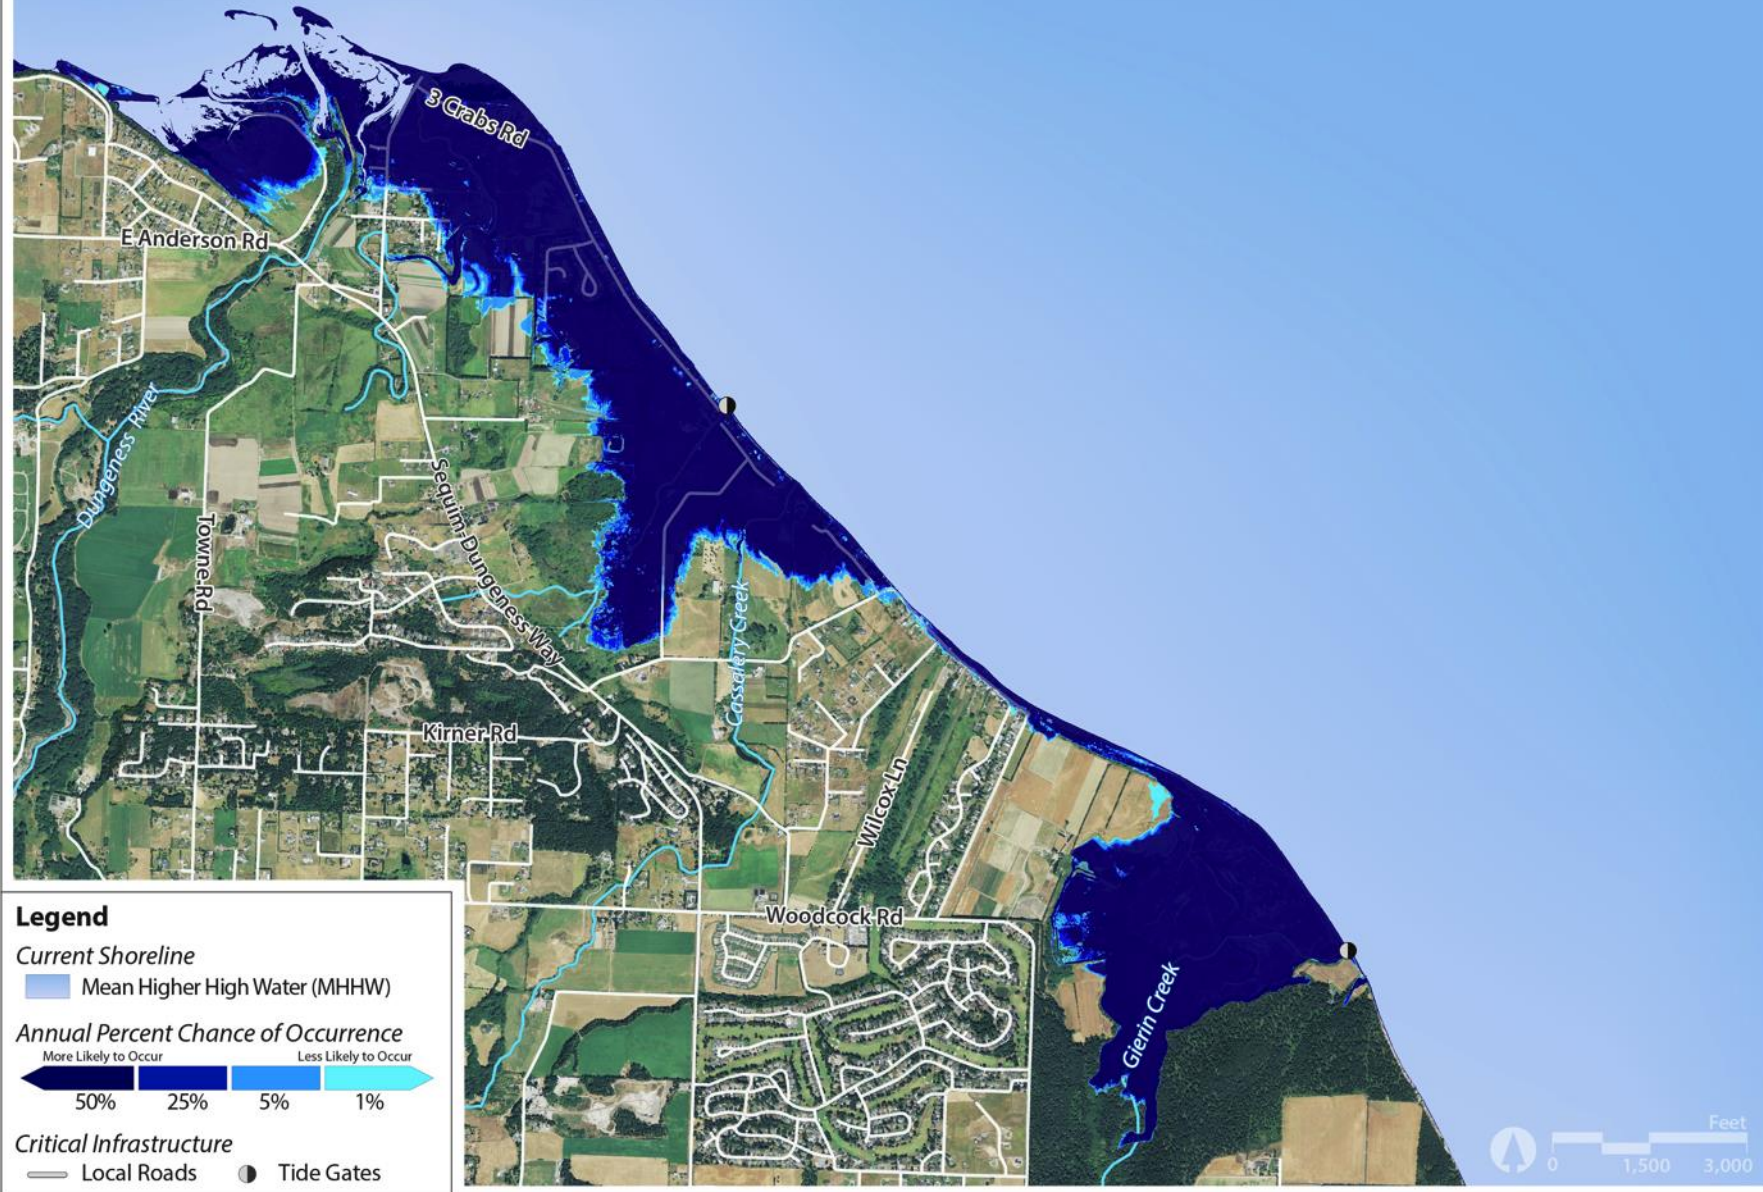 3 Crabs Rd
E Anderson Rd
Dungeness River
Sequim-Dungeness Way
Towne Rd
Cassalery Creek
Kirner Rd
Wilcox Ln
Woodcock Rd
Gierin Creek
Legend
Current Shoreline
Mean Higher High Water (MHHW)
Annual Percent Chance of Occurrence
More Likely to Occur Less Likely to Occur
50% 25% 5% 1%
Critical Infrastructure
Local Roads Tide Gates
Feet
0 1,500 3,000